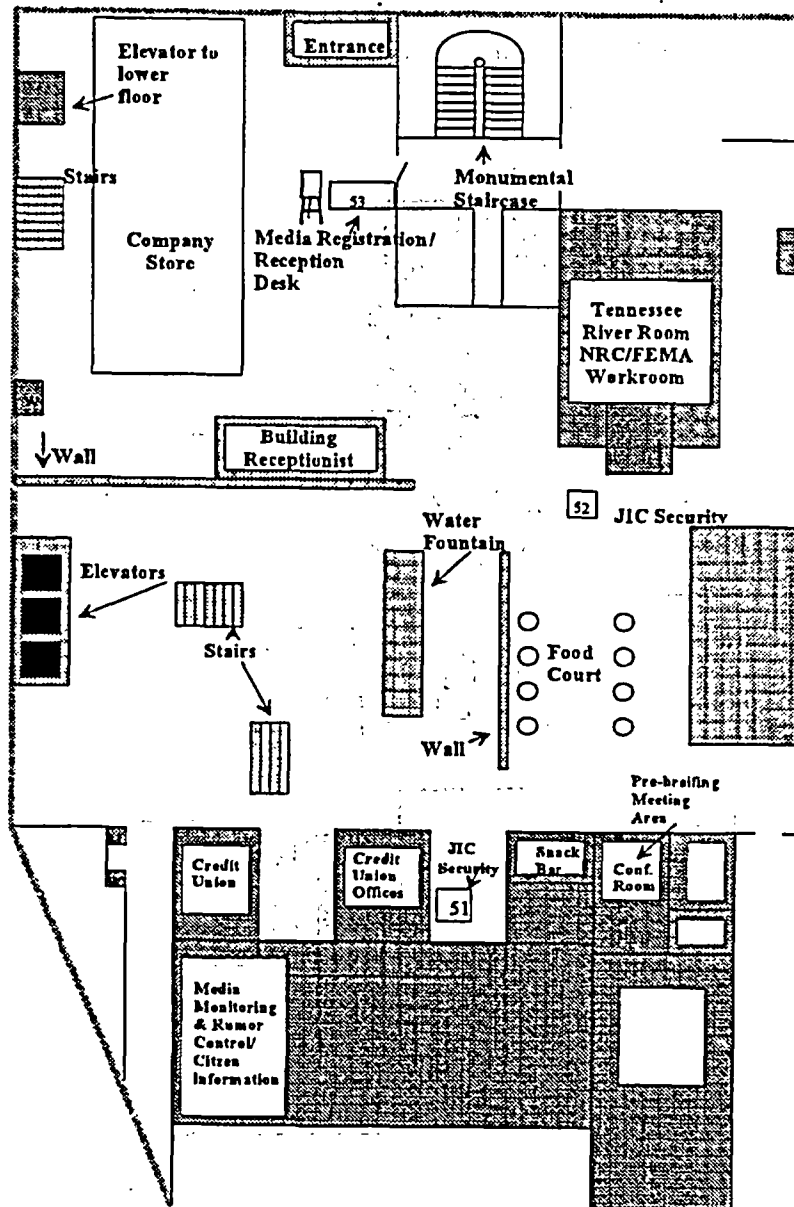 Elevator to
lower
floor
Entrance
Stairs
Monumental
Staircase
53
Media Registration/
Reception
Desk
Company
Store
Tennessee
River Room
NRC/FEMA
Workroom
Wall
Building
Receptionist
52
JIC Security
Water
Fountain
Elevators
Stairs
Food
Court
Wall
Pre-breifing
Meeting
Area
Credit
Union
Credit
Union
Offices
JIC
Security
51
Snack
Bar
Conf.
Room
Media
Monitoring
& Rumor
Control/
Citzen
Information